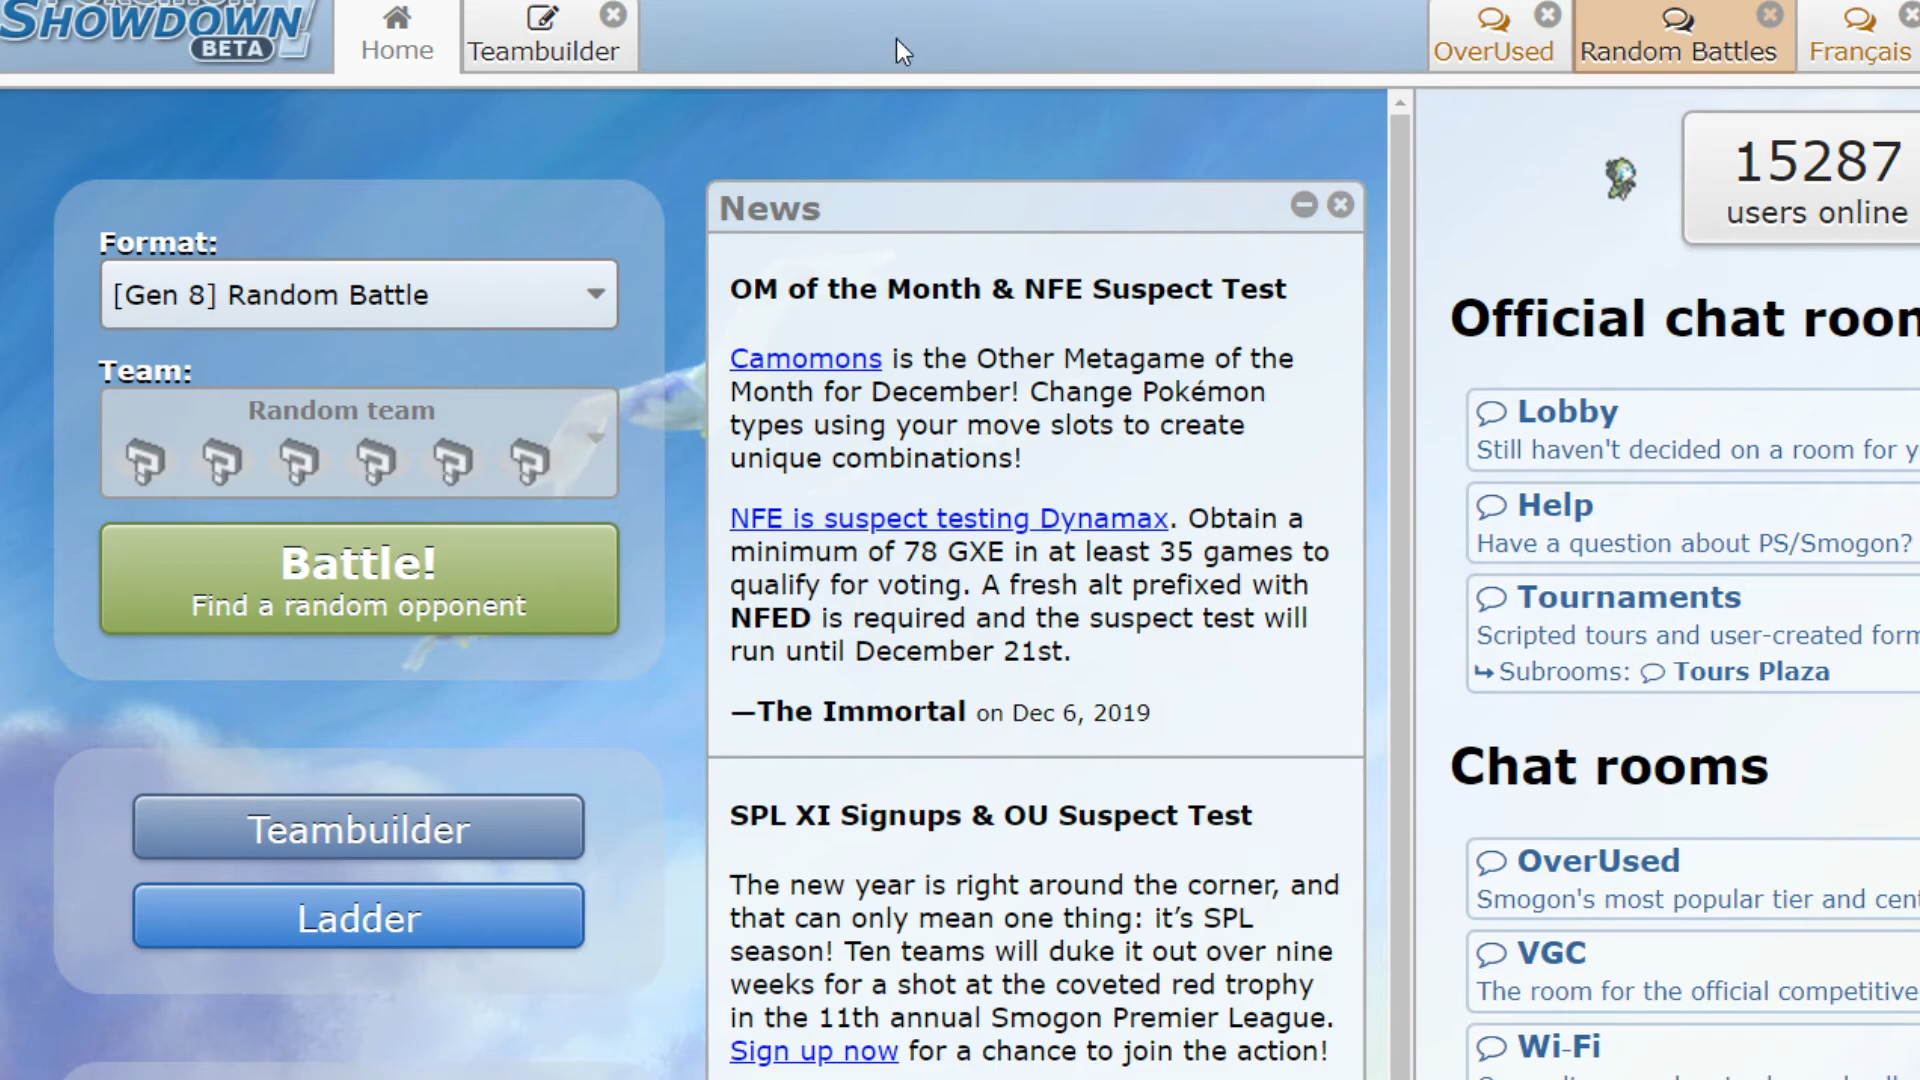 SHOWDOWN
BETA
Home
Teambuilder
OverUsed
Random Battles
Français
Format:
[Gen 8] Random Battle
Team:
Random team
Battle!
Find a random opponent
Teambuilder
Ladder
News
OM of the Month & NFE Suspect Test
Camomons is the Other Metagame of the
Month for December! Change Pokémon
types using your move slots to create
unique combinations!
NFE is suspect testing Dynamax. Obtain a
minimum of 78 GXE in at least 35 games to
qualify for voting. A fresh alt prefixed with
NFED is required and the suspect test will
run until December 21st.
—The Immortal on Dec 6, 2019
SPL XI Signups & OU Suspect Test
The new year is right around the corner, and
that can only mean one thing: it's SPL
season! Ten teams will duke it out over nine
weeks for a shot at the coveted red trophy
in the 11th annual Smogon Premier League.
Sign up now for a chance to join the action!
15287
users online
Official chat room
Lobby
Still haven't decided on a room for y
Help
Have a question about PS/Smogon?
Tournaments
Scripted tours and user-created form
↪ Subrooms: Tours Plaza
Chat rooms
OverUsed
Smogon's most popular tier and cent
VGC
The room for the official competitive
Wi-Fi